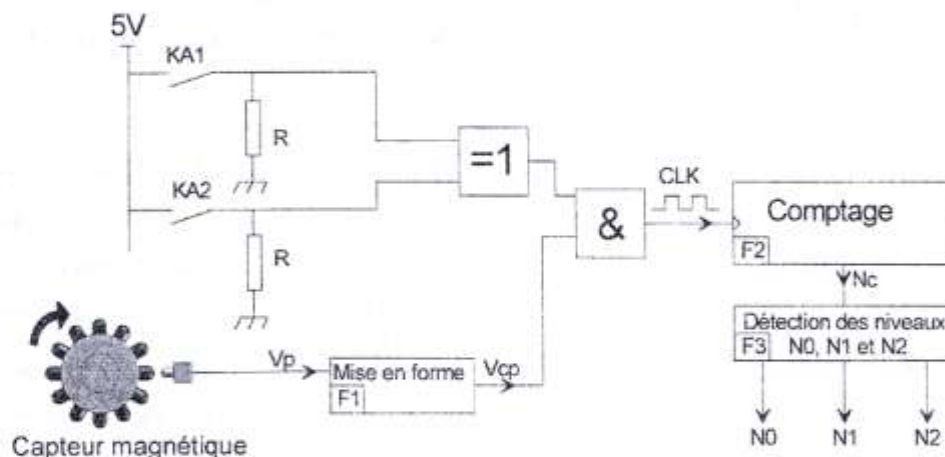 5V
KA1
R
KA2
R
=1
&
CLK
Comptage
F2
Nc
Détection des niveaux
F3 N0, N1 et N2
Vp
Mise en forme
F1
Vcp
N0 N1 N2
Capteur magnétique